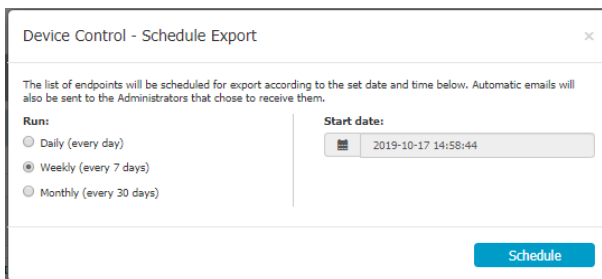 Device Control - Schedule Export
×
The list of endpoints will be scheduled for export according to the set date and time below. Automatic emails will
also be sent to the Administrators that chose to receive them.
Run:
Daily (every day)
Weekly (every 7 days)
Monthly (every 30 days)
Start date:
2019-10-17 14:58:44
Schedule